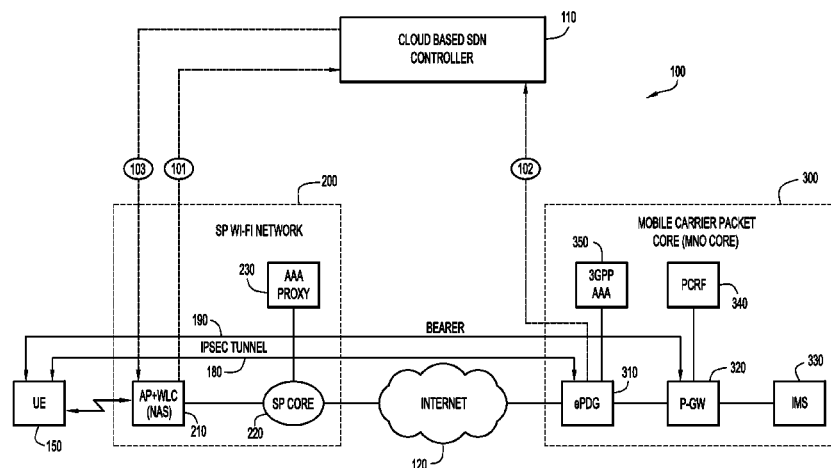 110
CLOUD BASED SDN
CONTROLLER
100
103
101
102
200
300
SP WI-FI NETWORK
MOBILE CARRIER PACKET
CORE (MNO CORE)
350
230
AAA
PROXY
3GPP
AAA
PCRF
340
190
BEARER
IPSEC TUNNEL
180
310
320
330
UE
AP+WLC
(NAS)
SP CORE
INTERNET
ePDG
P-GW
IMS
150
210
220
120